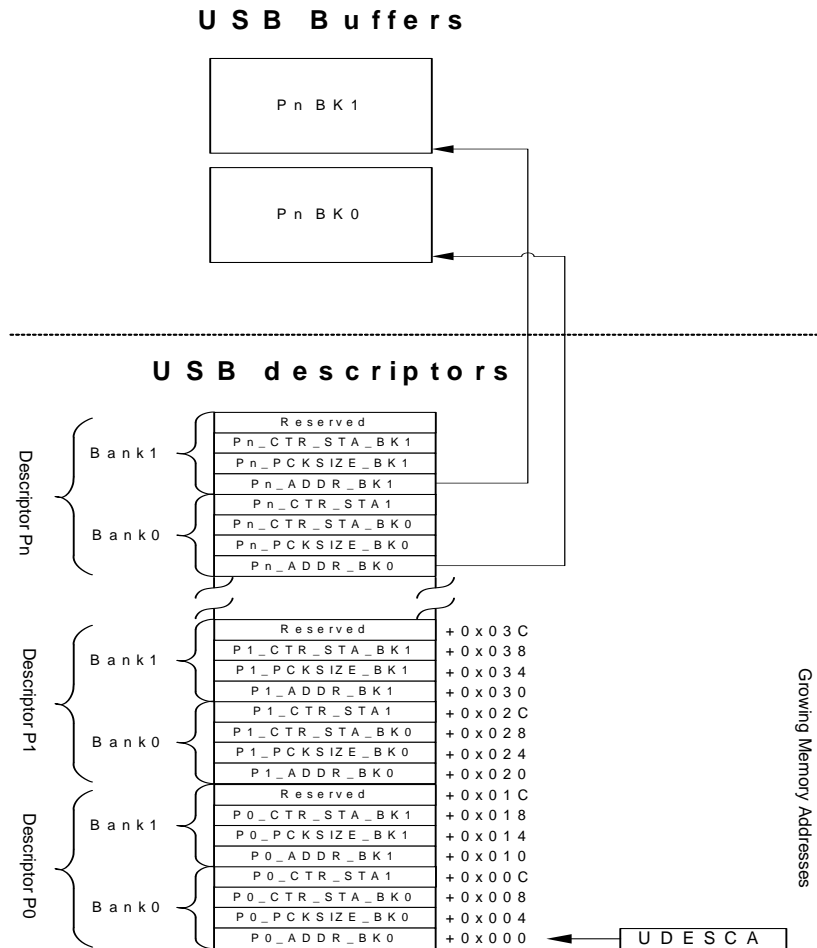 USB Buffers
Pn BK1
Pn BK0
USB descriptors
Descriptor Pn
Bank1
Reserved
Pn_CTR_STA_BK1
Pn_PCKSIZE_BK1
Pn_ADDR_BK1
Bank0
Pn_CTR_STA1
Pn_CTR_STA_BK0
Pn_PCKSIZE_BK0
Pn_ADDR_BK0
Descriptor P1
Bank1
Reserved +0x03C
P1_CTR_STA_BK1 +0x038
P1_PCKSIZE_BK1 +0x034
P1_ADDR_BK1 +0x030
Bank0
P1_CTR_STA1 +0x02C
P1_CTR_STA_BK0 +0x028
P1_PCKSIZE_BK0 +0x024
P1_ADDR_BK0 +0x020
Descriptor P0
Bank1
Reserved +0x01C
P0_CTR_STA_BK1 +0x018
P0_PCKSIZE_BK1 +0x014
P0_ADDR_BK1 +0x010
Bank0
P0_CTR_STA1 +0x00C
P0_CTR_STA_BK0 +0x008
P0_PCKSIZE_BK0 +0x004
P0_ADDR_BK0 +0x000
UDESCA
Growing Memory Addresses